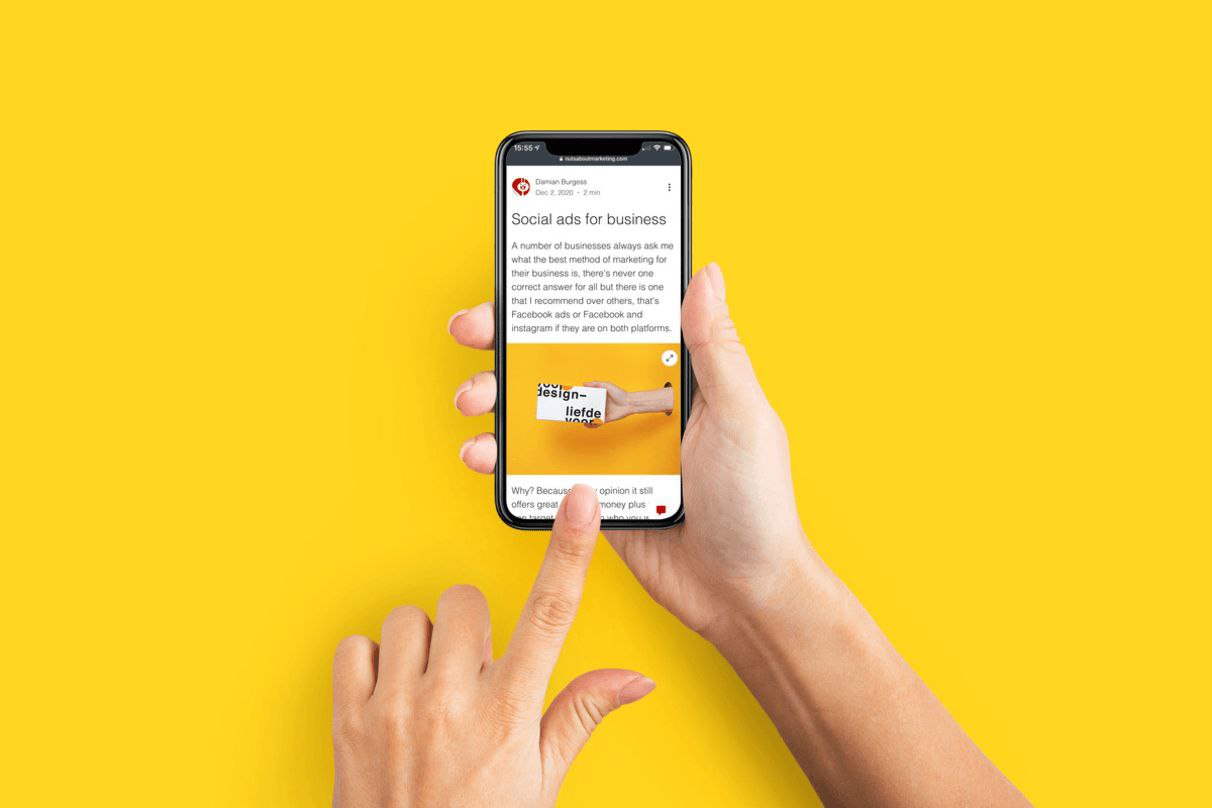 15:55
nutsaboutmarketing.com
Damian Burgess
Dec 2, 2020 · 2 min
Social ads for business
A number of businesses always ask me
what the best method of marketing for
their business is, there's never one
correct answer for all but there is one
that I recommend over others, that's
Facebook ads or Facebook and
instagram if they are on both platforms.
design–
liefde
voor
Why? Because opinion it still
offers great money plus
target who you